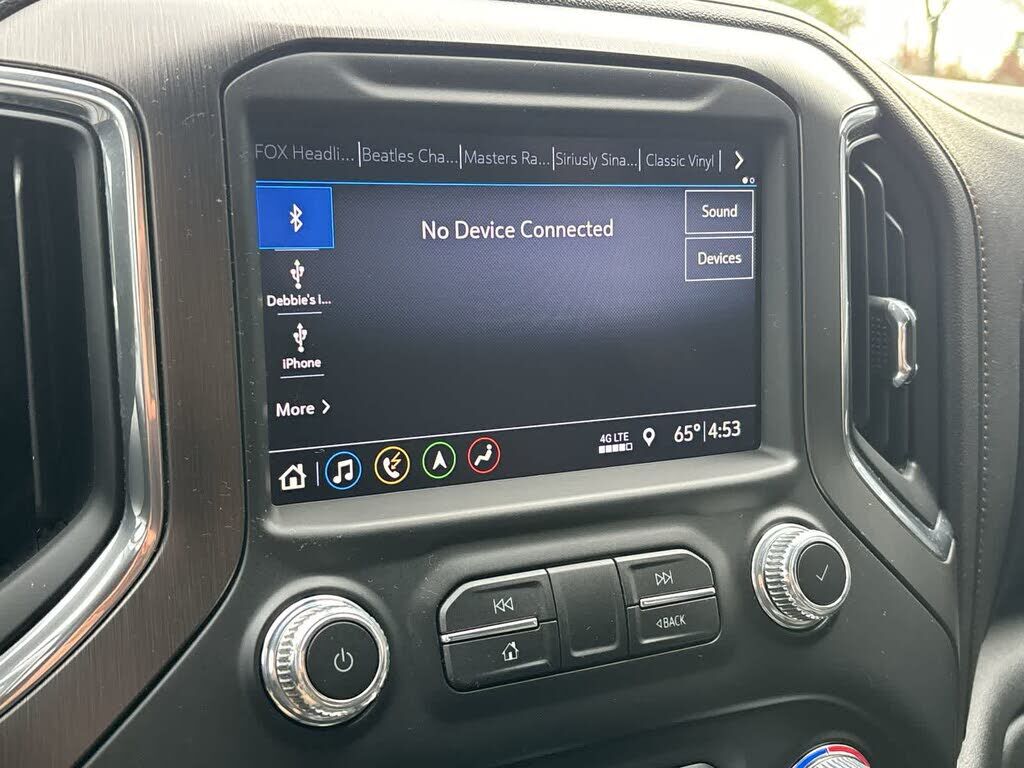 FOX Headli... Beatles Cha... Masters Ra... Siriusly Sina... Classic Vinyl
No Device Connected
Sound
Devices
Debbie's i...
iPhone
More
4G LTE
65° 4:53
BACK